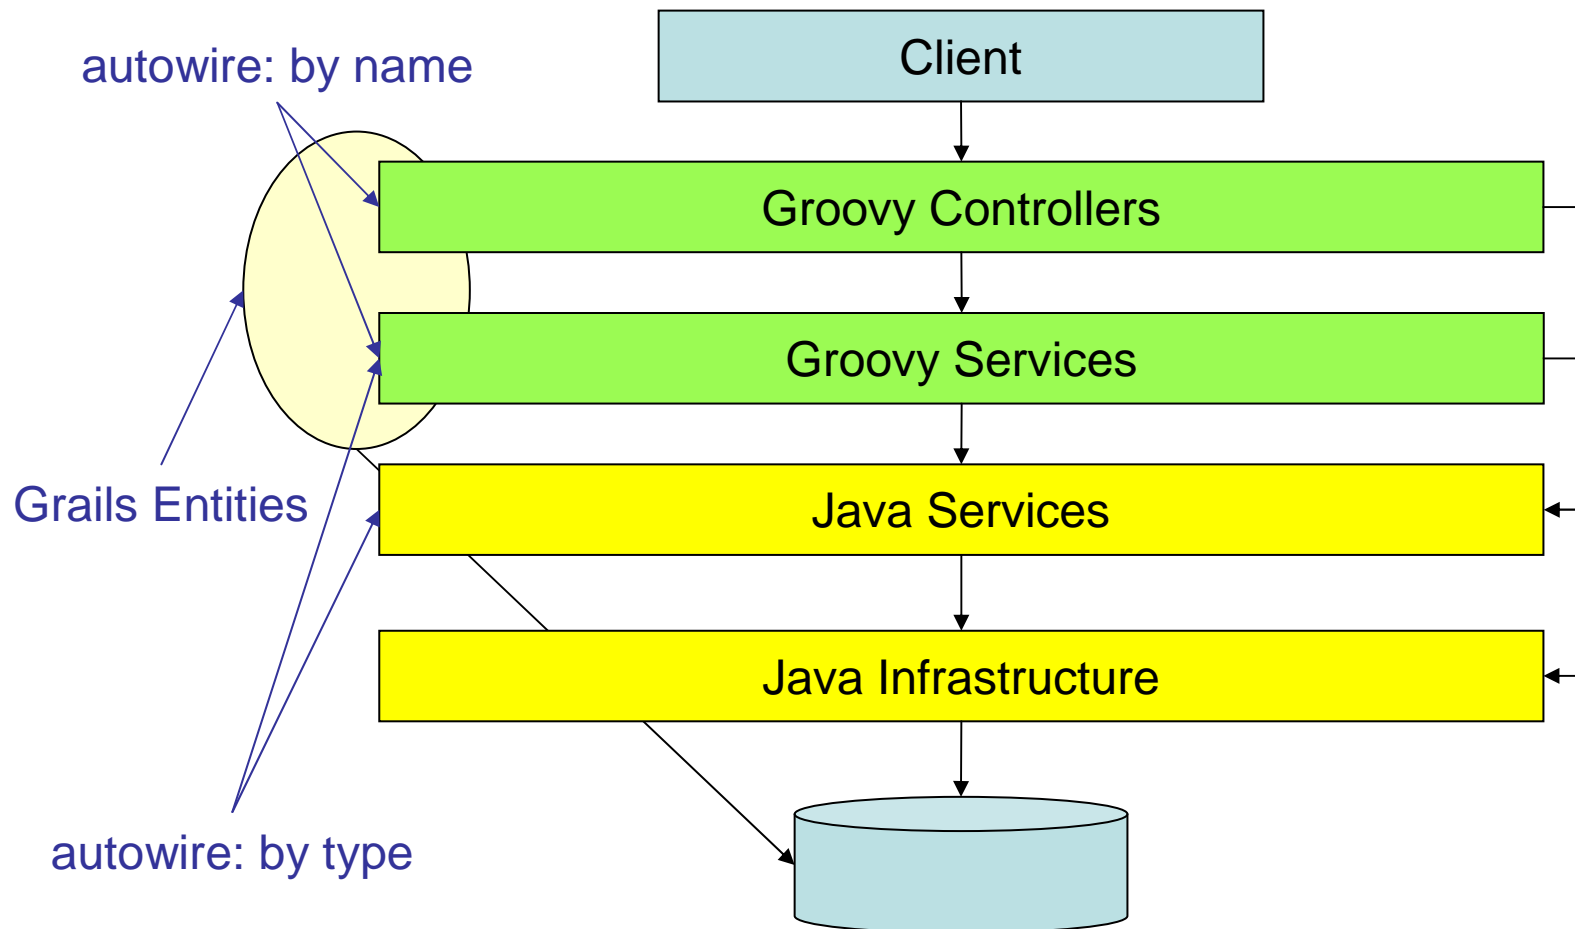 Client
autowire: by name
Groovy Controllers
Groovy Services
Grails Entities
Java Services
Java Infrastructure
autowire: by type